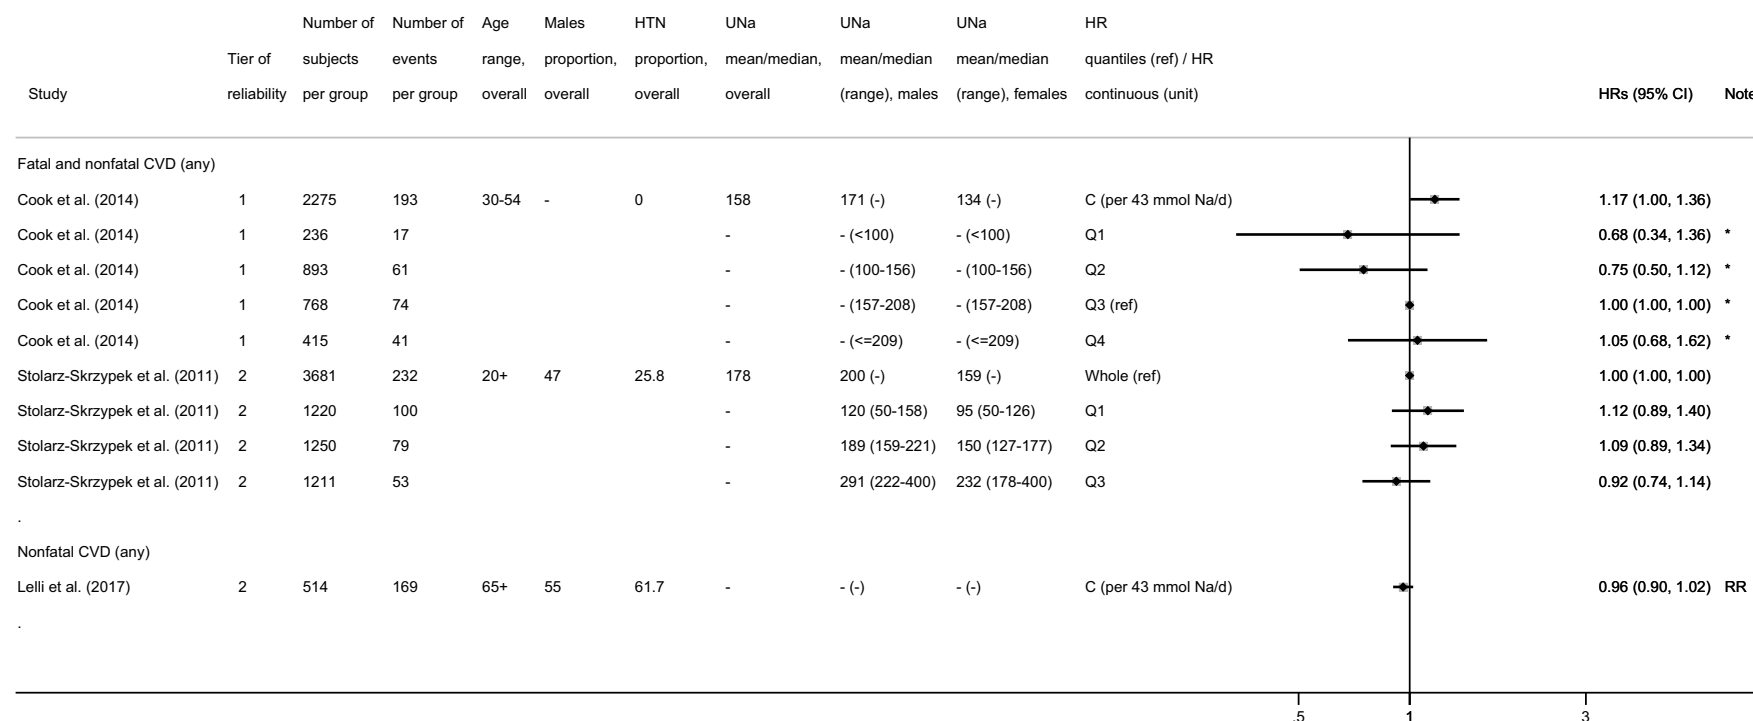 Number of Number of Age Males HTN UNa UNa UNa HR
Tier of subjects events range, proportion, proportion, mean/median, mean/median mean/median quantiles (ref) / HR
Study reliability per group per group overall overall overall overall (range), males (range), females continuous (unit) HRs (95% CI) Note
Fatal and nonfatal CVD (any)
Cook et al. (2014) 1 2275 193 30-54 - 0 158 171 (-) 134 (-) C (per 43 mmol Na/d) 1.17 (1.00, 1.36)
Cook et al. (2014) 1 236 17 - - (<100) - (<100) Q1 0.68 (0.34, 1.36) *
Cook et al. (2014) 1 893 61 - - (100-156) - (100-156) Q2 0.75 (0.50, 1.12) *
Cook et al. (2014) 1 768 74 - - (157-208) - (157-208) Q3 (ref) 1.00 (1.00, 1.00) *
Cook et al. (2014) 1 415 41 - - (<=209) - (<=209) Q4 1.05 (0.68, 1.62) *
Stolarz-Skrzypek et al. (2011) 2 3681 232 20+ 47 25.8 178 200 (-) 159 (-) Whole (ref) 1.00 (1.00, 1.00)
Stolarz-Skrzypek et al. (2011) 2 1220 100 - 120 (50-158) 95 (50-126) Q1 1.12 (0.89, 1.40)
Stolarz-Skrzypek et al. (2011) 2 1250 79 - 189 (159-221) 150 (127-177) Q2 1.09 (0.89, 1.34)
Stolarz-Skrzypek et al. (2011) 2 1211 53 - 291 (222-400) 232 (178-400) Q3 0.92 (0.74, 1.14)
.
Nonfatal CVD (any)
Lelli et al. (2017) 2 514 169 65+ 55 61.7 - - (-) - (-) C (per 43 mmol Na/d) 0.96 (0.90, 1.02) RR
.
.5 1 3